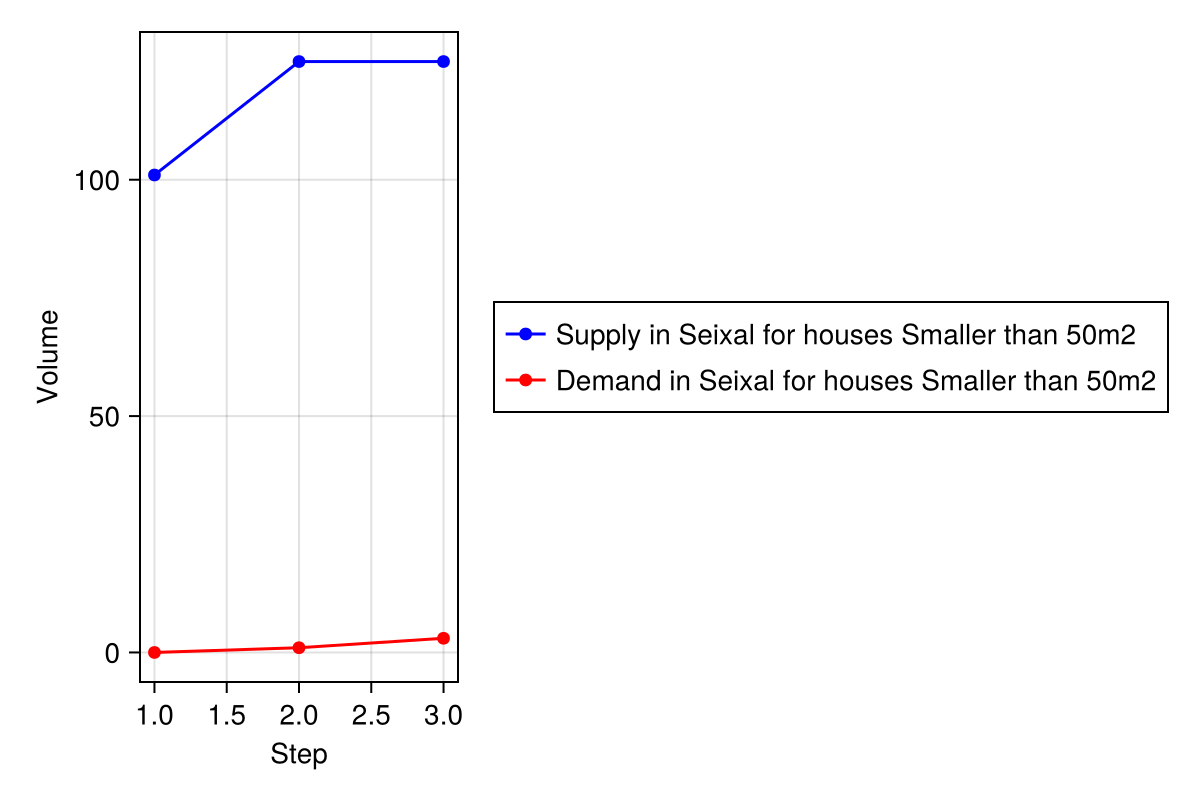 100
50
0
Volume
1.0 1.5 2.0 2.5 3.0
Step
Supply in Seixal for houses Smaller than 50m2
Demand in Seixal for houses Smaller than 50m2